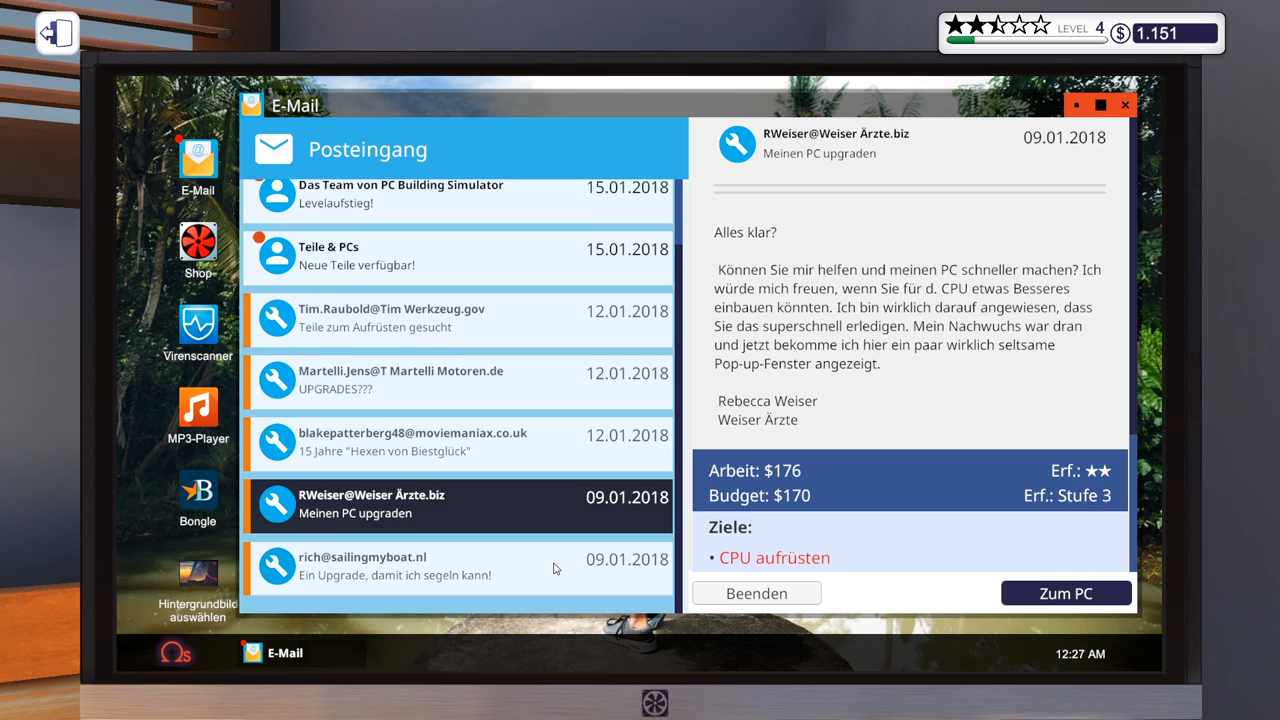 LEVEL 4 $ 1.151
E-Mail
Posteingang
Das Team von PC Building Simulator 15.01.2018
Levelaufstieg!
Teile & PCs 15.01.2018
Neue Teile verfügbar!
Tim.Raubold@Tim Werkzeug.gov 12.01.2018
Teile zum Aufrüsten gesucht
Martelli.Jens@T Martelli Motoren.de 12.01.2018
UPGRADES???
blakepatterberg48@moviemaniax.co.uk 12.01.2018
15 Jahre "Hexen von Biestglück"
RWeiser@Weiser Ärzte.biz 09.01.2018
Meinen PC upgraden
rich@sailingmyboat.nl 09.01.2018
Ein Upgrade, damit ich segeln kann!
RWeiser@Weiser Ärzte.biz 09.01.2018
Meinen PC upgraden
Alles klar?
Können Sie mir helfen und meinen PC schneller machen? Ich
würde mich freuen, wenn Sie für d. CPU etwas Besseres
einbauen könnten. Ich bin wirklich darauf angewiesen, dass
Sie das superschnell erledigen. Mein Nachwuchs war dran
und jetzt bekomme ich hier ein paar wirklich seltsame
Pop-up-Fenster angezeigt.
Rebecca Weiser
Weiser Ärzte
Arbeit: $176 Erf.: ★★
Budget: $170 Erf.: Stufe 3
Ziele:
• CPU aufrüsten
Beenden Zum PC
E-Mail
Shop
Virenscanner
MP3-Player
Bongle
Hintergrundbild
auswählen
Ωs E-Mail 12:27 AM